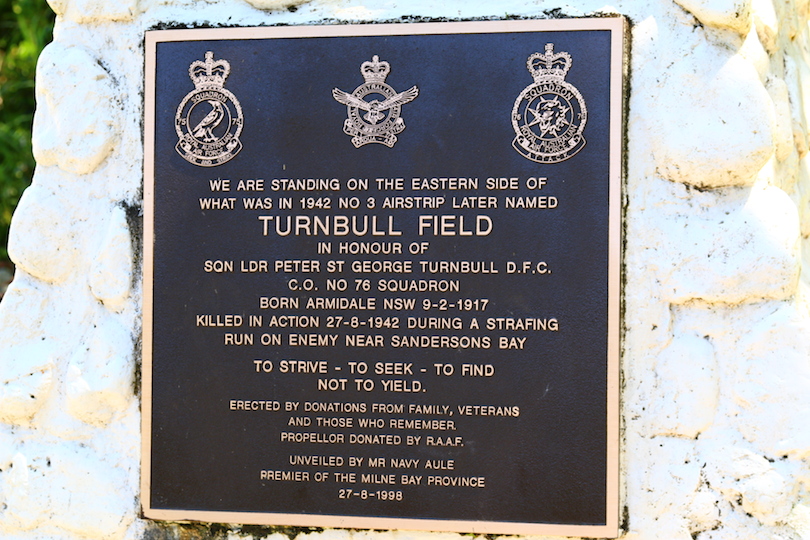 SQUADRON
AUSTRALIAN
SQUADRON
ATTACK
WE ARE STANDING ON THE EASTERN SIDE OF
WHAT WAS IN 1942 NO 3 AIRSTRIP LATER NAMED
TURNBULL FIELD
IN HONOUR OF
SQN LDR PETER ST GEORGE TURNBULL D.F.C.
C.O. NO 76 SQUADRON
BORN ARMIDALE NSW 9-2-1917
KILLED IN ACTION 27-8-1942 DURING A STRAFING
RUN ON ENEMY NEAR SANDERSONS BAY
TO STRIVE - TO SEEK - TO FIND
NOT TO YIELD.
ERECTED BY DONATIONS FROM FAMILY, VETERANS
AND THOSE WHO REMEMBER.
PROPELLOR DONATED BY R.A.A.F.
UNVEILED BY MR NAVY AULE
PREMIER OF THE MILNE BAY PROVINCE
27-8-1998